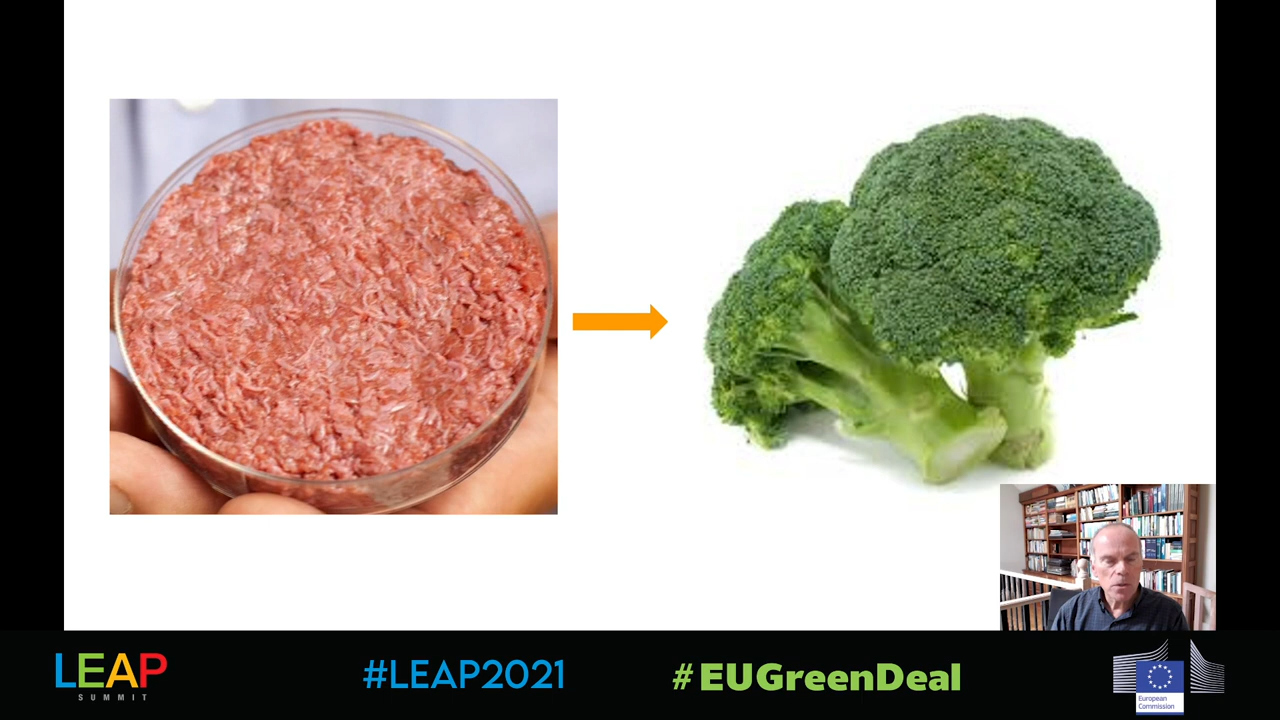 LEAP
SUMMIT
#LEAP2021
#EUGreenDeal
European
Commission